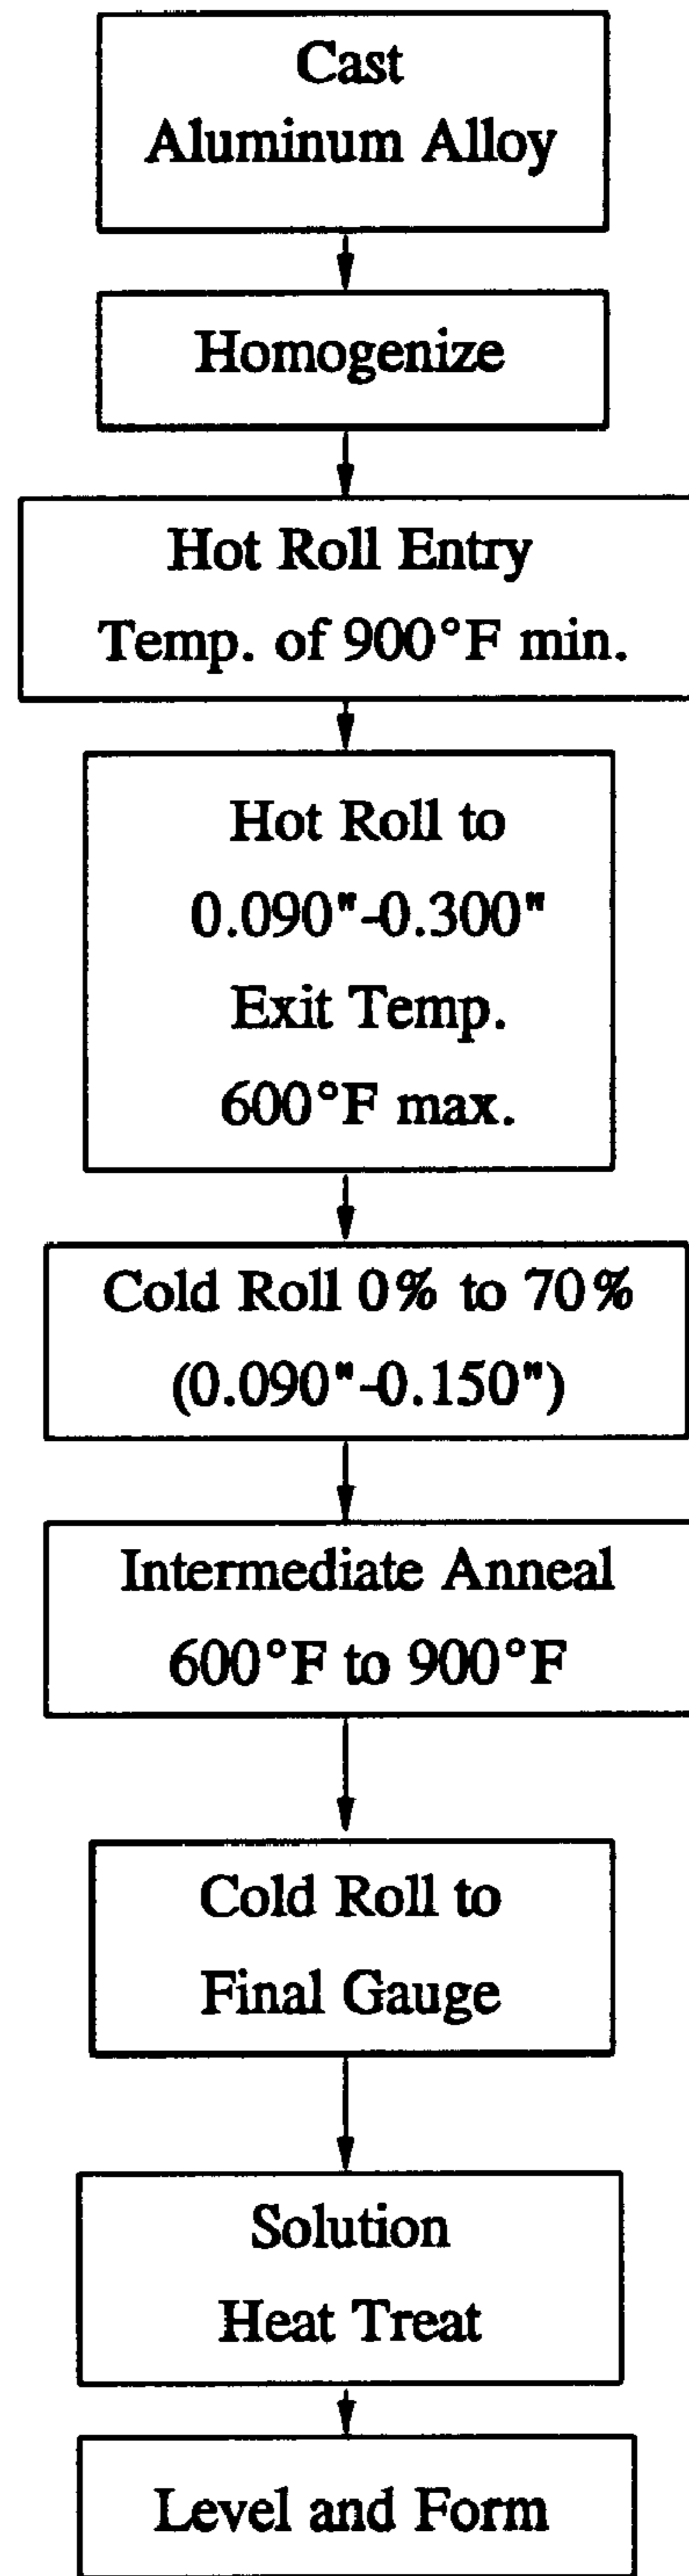 Cast
Aluminum Alloy
Homogenize
Hot Roll Entry
Temp. of 900°F min.
Hot Roll to
0.090"-0.300"
Exit Temp.
600°F max.
Cold Roll 0% to 70%
(0.090"-0.150")
Intermediate Anneal
600°F to 900°F
Cold Roll to
Final Gauge
Solution
Heat Treat
Level and Form